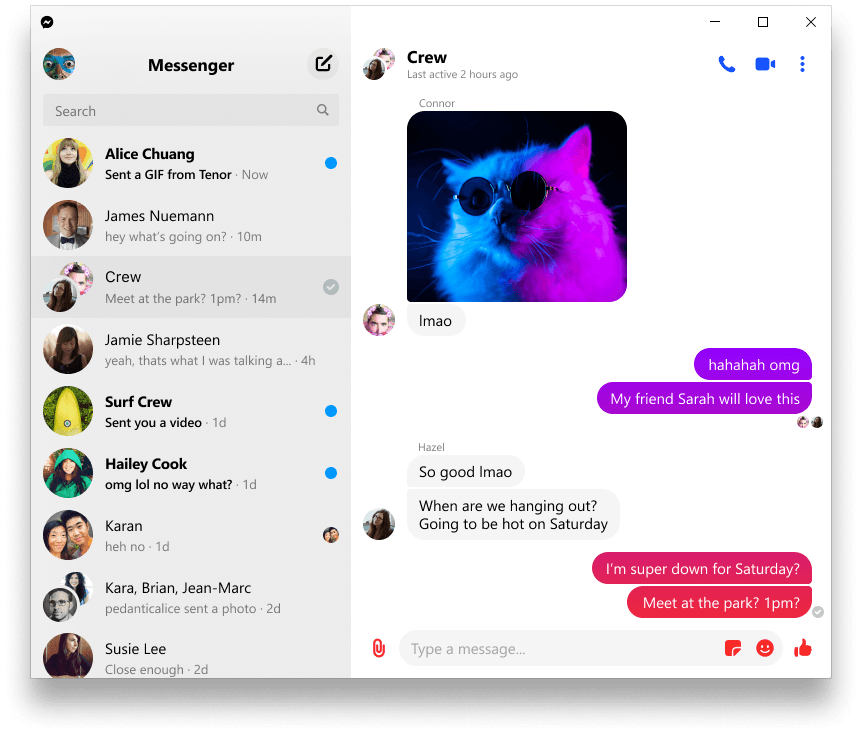 Messenger
Search
Alice Chuang
Sent a GIF from Tenor · Now
James Nuemann
hey what's going on? · 10m
Crew
Meet at the park? 1pm? · 14m
Jamie Sharpsteen
yeah, thats what I was talking a... · 4h
Surf Crew
Sent you a video · 1d
Hailey Cook
omg lol no way what? · 1d
Karan
heh no · 1d
Kara, Brian, Jean-Marc
pedanticalice sent a photo · 2d
Susie Lee
Close enough · 2d
Crew
Last active 2 hours ago
Connor
lmao
hahahah omg
My friend Sarah will love this
Hazel
So good lmao
When are we hanging out?
Going to be hot on Saturday
I'm super down for Saturday?
Meet at the park? 1pm?
Type a message...